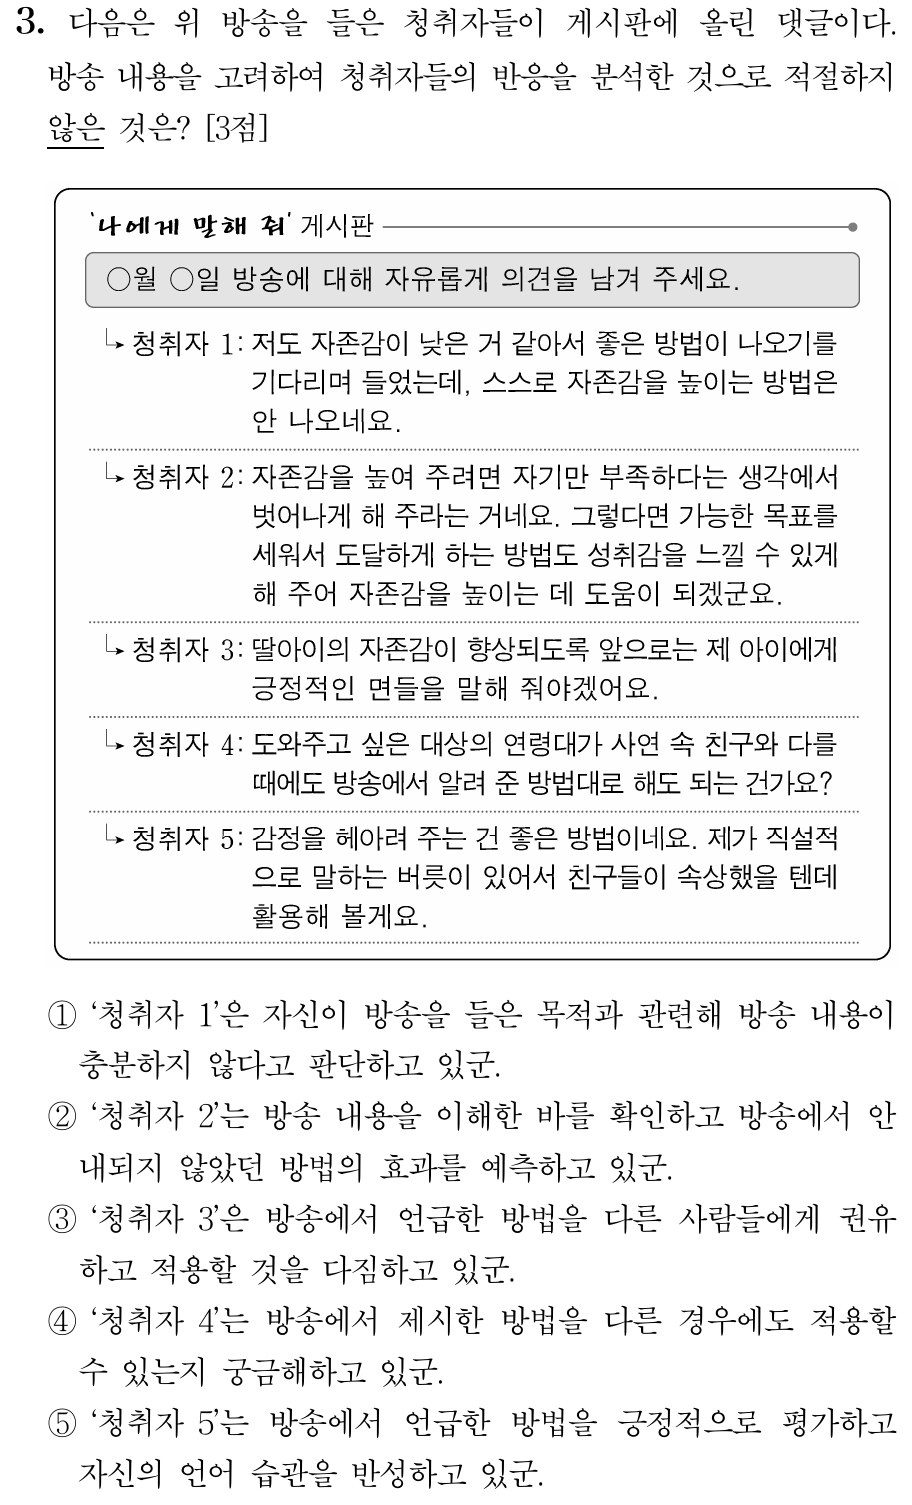 3. 다음은 위 방송을 들은 청취자들이 게시판에 올린 댓글이다.
방송 내용을 고려하여 청취자들의 반응을 분석한 것으로 적절하지
않은 것은? [3점]
'나에게 말해 줘' 게시판
○월 ○일 방송에 대해 자유롭게 의견을 남겨 주세요.
청취자 1: 저도 자존감이 낮은 거 같아서 좋은 방법이 나오기를
기다리며 들었는데, 스스로 자존감을 높이는 방법은
안 나오네요.
청취자 2: 자존감을 높여 주려면 자기만 부족하다는 생각에서
벗어나게 해 주라는 거네요. 그렇다면 가능한 목표를
세워서 도달하게 하는 방법도 성취감을 느낄 수 있게
해 주어 자존감을 높이는 데 도움이 되겠군요.
청취자 3: 딸아이의 자존감이 향상되도록 앞으로는 제 아이에게
긍정적인 면들을 말해 줘야겠어요.
청취자 4: 도와주고 싶은 대상의 연령대가 사연 속 친구와 다를
때에도 방송에서 알려 준 방법대로 해도 되는 건가요?
청취자 5: 감정을 헤아려 주는 건 좋은 방법이네요. 제가 직설적
으로 말하는 버릇이 있어서 친구들이 속상했을 텐데
활용해 볼게요.
① '청취자 1'은 자신이 방송을 들은 목적과 관련해 방송 내용이
충분하지 않다고 판단하고 있군.
② '청취자 2'는 방송 내용을 이해한 바를 확인하고 방송에서 안
내되지 않았던 방법의 효과를 예측하고 있군.
③ '청취자 3'은 방송에서 언급한 방법을 다른 사람들에게 권유
하고 적용할 것을 다짐하고 있군.
④ '청취자 4'는 방송에서 제시한 방법을 다른 경우에도 적용할
수 있는지 궁금해하고 있군.
⑤ '청취자 5'는 방송에서 언급한 방법을 긍정적으로 평가하고
자신의 언어 습관을 반성하고 있군.